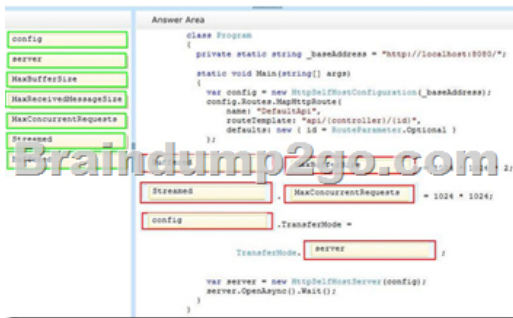 Answer Area
config
server
MaxBufferSize
MaxReceivedMessageSize
MaxConcurrentRequests
Streamed
class Program
{
private static string _baseAddress = "http://localhost:8080/";
static void Main(string[] args)
{
var config = new HttpSelfHostConfiguration(_baseAddress);
config.Routes.MapHttpRoute(
name: "DefaultApi",
routeTemplate: "api/{controller}/{id}",
defaults: new { id = RouteParameter.Optional }
);
Braindump2go.com
Streamed . MaxConcurrentRequests = 1024 * 1024;
config .TransferMode =
TransferMode. server ;
var server = new HttpSelfHostServer(config);
server.OpenAsync().Wait();
}
}